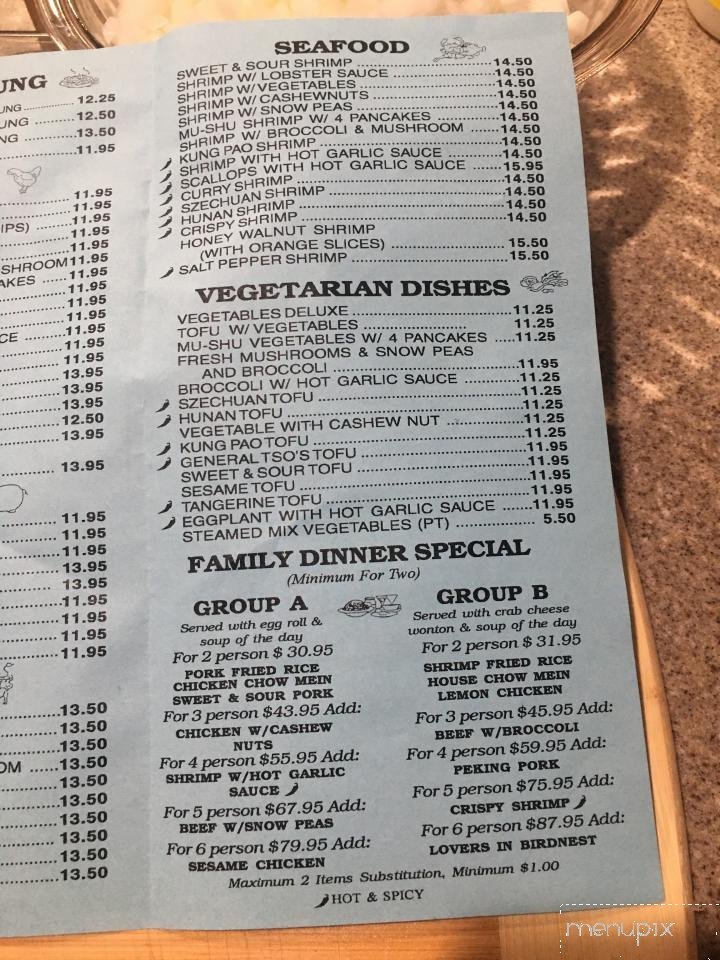 UNG
UNG 12.25
UNG 12.50
NG 13.50
11.95
11.95
11.95
IPS) 11.95
11.95
11.95
SHROOM 11.95
AKES 11.95
11.95
11.95
11.95
CE 11.95
11.95
13.95
13.95
13.95
12.50
13.95
13.95
11.95
11.95
11.95
13.95
13.95
11.95
11.95
11.95
11.95
13.50
13.50
13.50
OM 13.50
13.50
13.50
13.50
13.50
13.50
13.50
SEAFOOD
SWEET & SOUR SHRIMP 14.50
SHRIMP W/ LOBSTER SAUCE 14.50
SHRIMP W/ VEGETABLES 14.50
SHRIMP W/ CASHEWNUTS 14.50
SHRIMP W/ SNOW PEAS 14.50
MU-SHU SHRIMP W/ 4 PANCAKES 14.50
SHRIMP W/ BROCCOLI & MUSHROOM 14.50
KUNG PAO SHRIMP 14.50
SHRIMP WITH HOT GARLIC SAUCE 14.50
SCALLOPS WITH HOT GARLIC SAUCE 15.95
CURRY SHRIMP 14.50
SZECHUAN SHRIMP 14.50
HUNAN SHRIMP 14.50
CRISPY SHRIMP 14.50
HONEY WALNUT SHRIMP
(WITH ORANGE SLICES) 15.50
SALT PEPPER SHRIMP 15.50
VEGETARIAN DISHES
VEGETABLES DELUXE 11.25
TOFU W/ VEGETABLES 11.25
MU-SHU VEGETABLES W/ 4 PANCAKES 11.25
FRESH MUSHROOMS & SNOW PEAS
AND BROCCOLI 11.95
BROCCOLI W/ HOT GARLIC SAUCE 11.25
SZECHUAN TOFU 11.25
HUNAN TOFU 11.25
VEGETABLE WITH CASHEW NUT 11.25
KUNG PAO TOFU 11.25
GENERAL TSO'S TOFU 11.95
SWEET & SOUR TOFU 11.95
SESAME TOFU 11.95
TANGERINE TOFU 11.95
EGGPLANT WITH HOT GARLIC SAUCE 11.95
STEAMED MIX VEGETABLES (PT) 5.50
FAMILY DINNER SPECIAL
(Minimum For Two)
GROUP A
Served with egg roll &
soup of the day
For 2 person $ 30.95
PORK FRIED RICE
CHICKEN CHOW MEIN
SWEET & SOUR PORK
For 3 person $43.95 Add:
CHICKEN W/CASHEW
NUTS
For 4 person $55.95 Add:
SHRIMP W/HOT GARLIC
SAUCE
For 5 person $67.95 Add:
BEEF W/SNOW PEAS
For 6 person $79.95 Add:
SESAME CHICKEN
GROUP B
Served with crab cheese
wonton & soup of the day
For 2 person $ 31.95
SHRIMP FRIED RICE
HOUSE CHOW MEIN
LEMON CHICKEN
For 3 person $45.95 Add:
BEEF W/BROCCOLI
For 4 person $59.95 Add:
PEKING PORK
For 5 person $75.95 Add:
CRISPY SHRIMP
For 6 person $87.95 Add:
LOVERS IN BIRDNEST
Maximum 2 Items Substitution, Minimum $1.00
HOT & SPICY
menupix